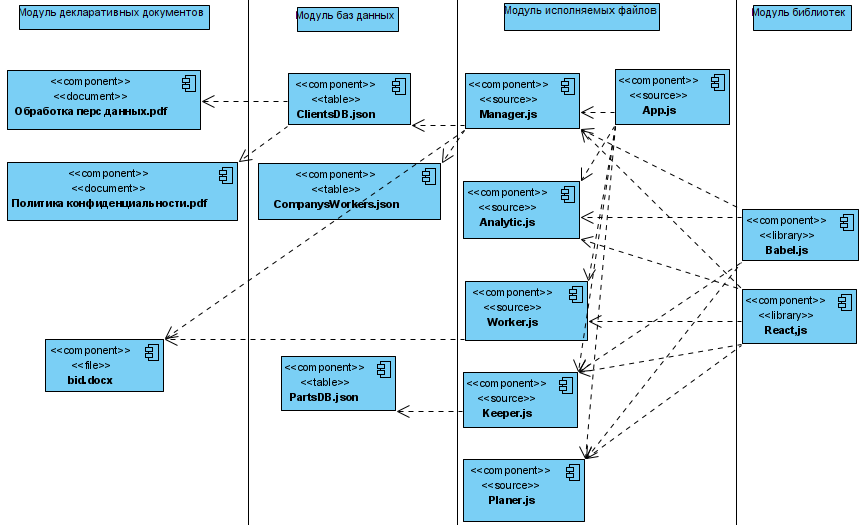 Модуль декларативных документов
Модуль баз данных
Модуль исполняемых файлов
Модуль библиотек
<<component>>
<<document>>
Обработка перс данных.pdf
<<component>>
<<table>>
ClientsDB.json
<<component>>
<<source>>
Manager.js
<<component>>
<<source>>
App.js
<<component>>
<<document>>
Политика конфиденциальности.pdf
<<component>>
<<table>>
CompanysWorkers.json
<<component>>
<<source>>
Analytic.js
<<component>>
<<library>>
Babel.js
<<component>>
<<source>>
Worker.js
<<component>>
<<library>>
React,js
<<component>>
<<file>>
bid.docx
<<component>>
<<table>>
PartsDB.json
<<component>>
<<source>>
Keeper.js
<<component>>
<<source>>
Planer.js